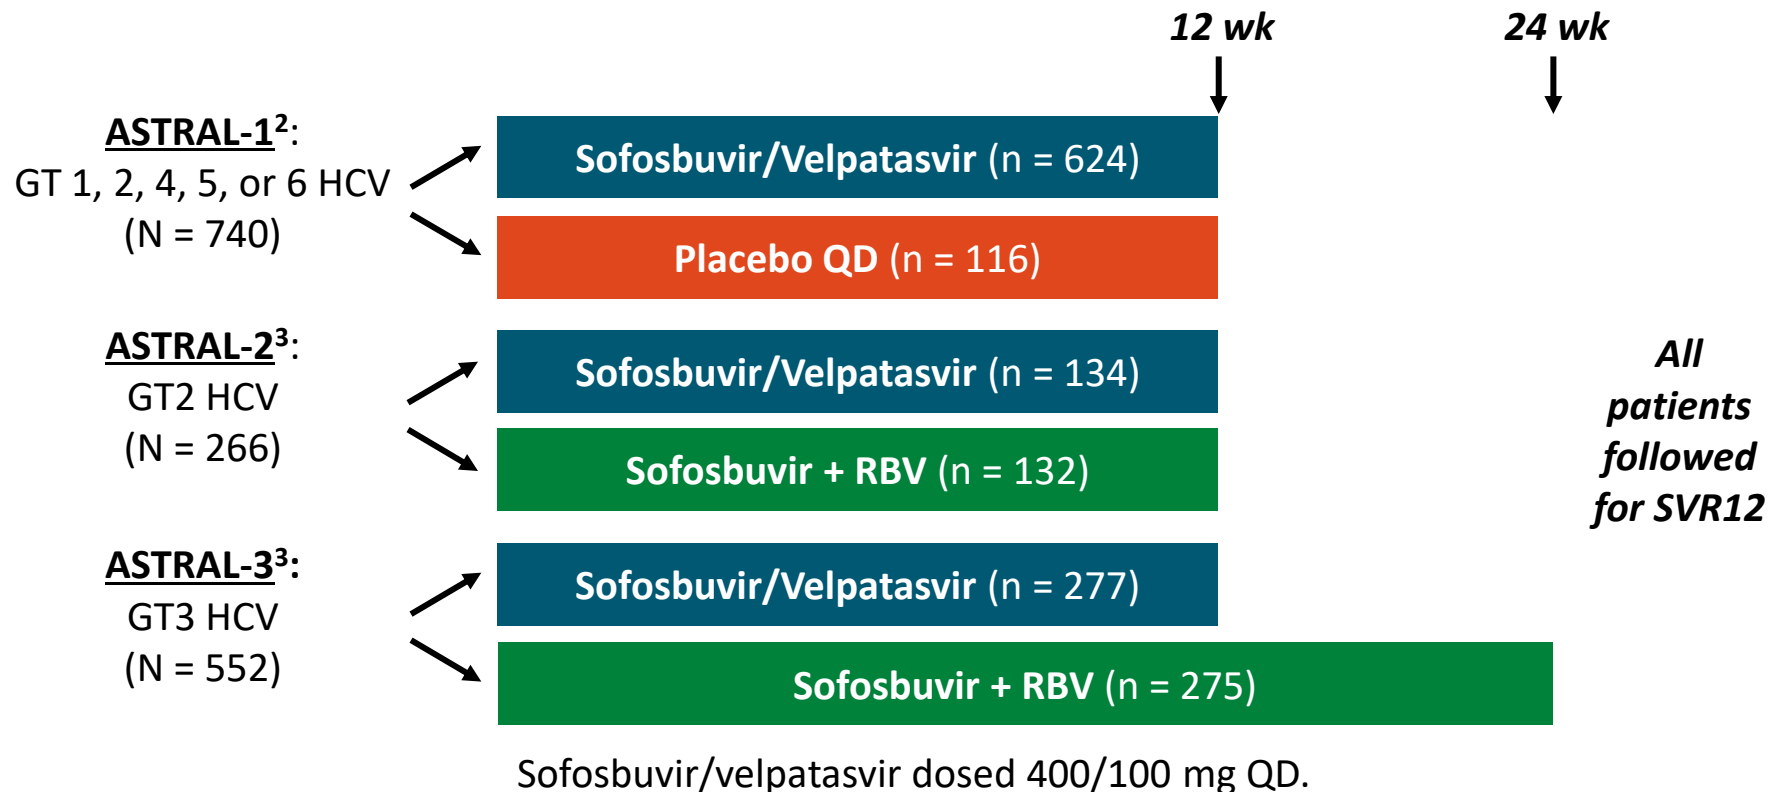 12 wk
24 wk
ASTRAL-1²:
GT 1, 2, 4, 5, or 6 HCV
(N = 740)
Sofosbuvir/Velpatasvir (n = 624)
Placebo QD (n = 116)
ASTRAL-2³:
GT2 HCV
(N = 266)
Sofosbuvir/Velpatasvir (n = 134)
Sofosbuvir + RBV (n = 132)
ASTRAL-3³:
GT3 HCV
(N = 552)
Sofosbuvir/Velpatasvir (n = 277)
Sofosbuvir + RBV (n = 275)
All
patients
followed
for SVR12
Sofosbuvir/velpatasvir dosed 400/100 mg QD.